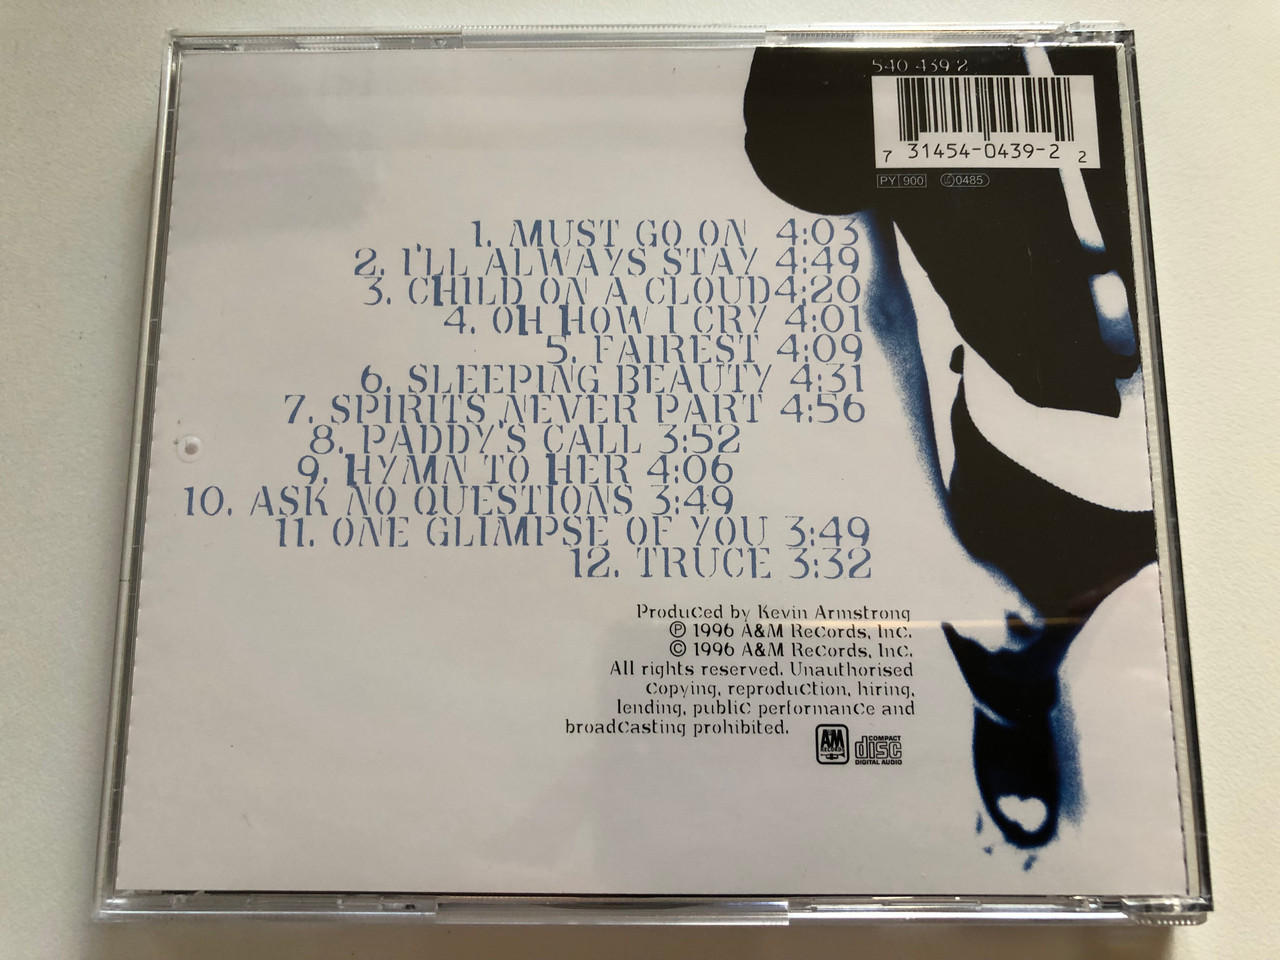 540 439 2
7 31454-0439-2 2
PY 900 LC 0485
1. MUST GO ON 4:03
2. I'LL ALWAYS STAY 4:49
3. CHILD ON A CLOUD 4:20
4. OH HOW I CRY 4:01
5. FAIREST 4:09
6. SLEEPING BEAUTY 4:31
7. SPIRITS NEVER PART 4:56
8. PADDY'S CALL 3:52
9. HYMN TO HER 4:06
10. ASK NO QUESTIONS 3:49
11. ONE GLIMPSE OF YOU 3:49
12. TRUCE 3:32
Produced by Kevin Armstrong
℗ 1996 A&M Records, Inc.
© 1996 A&M Records, Inc.
All rights reserved. Unauthorised
copying, reproduction, hiring,
lending, public performance and
broadcasting prohibited.
A&M RECORDS
COMPACT
disc
DIGITAL AUDIO